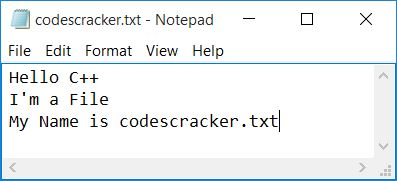 codescracker.txt - Notepad
File Edit Format View Help
Hello C++
I'm a File
My Name is codescracker.txt